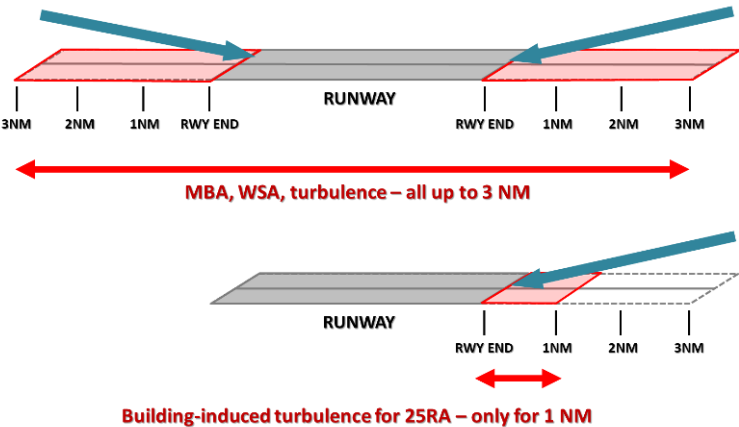 RUNWAY
3NM 2NM 1NM RWY END RWY END 1NM 2NM 3NM
MBA, WSA, turbulence – all up to 3 NM
RUNWAY
RWY END 1NM 2NM 3NM
Building-induced turbulence for 25RA – only for 1 NM